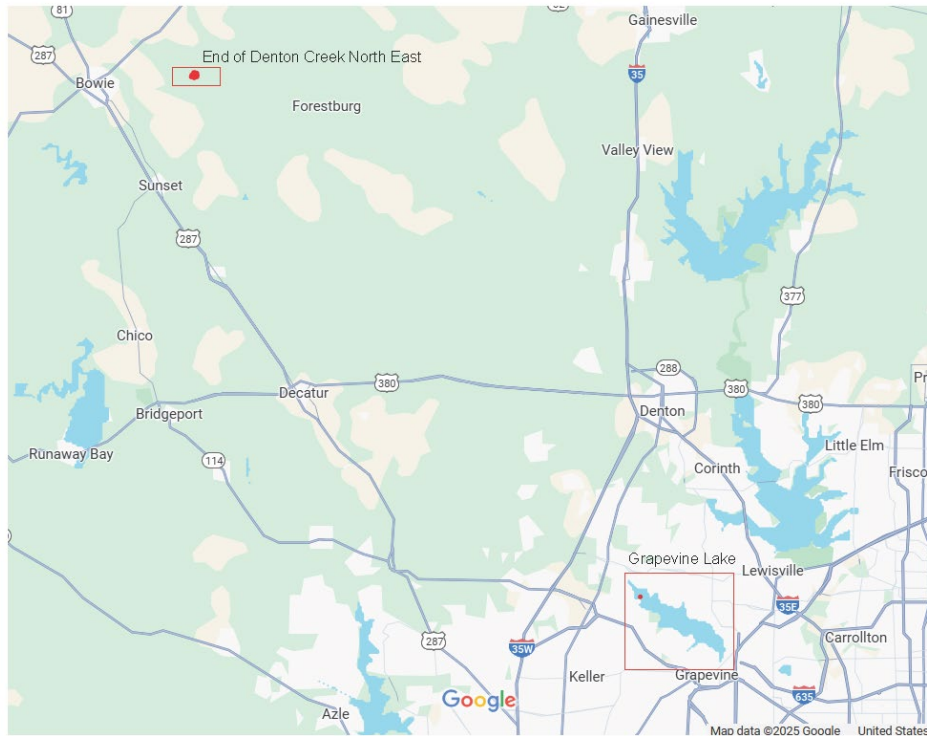 81
82
Gainesville
287
End of Denton Creek North East
35
Bowie
Forestburg
Valley View
Sunset
287
377
Chico
288
380
380
Decatur
Bridgeport
Denton
380
Runaway Bay
Little Elm
114
Corinth
Frisco
Grapevine Lake
Lewisville
35E
Carrollton
287
35W
Keller
Grapevine
635
Google
Azle
Map data ©2025 Google United States